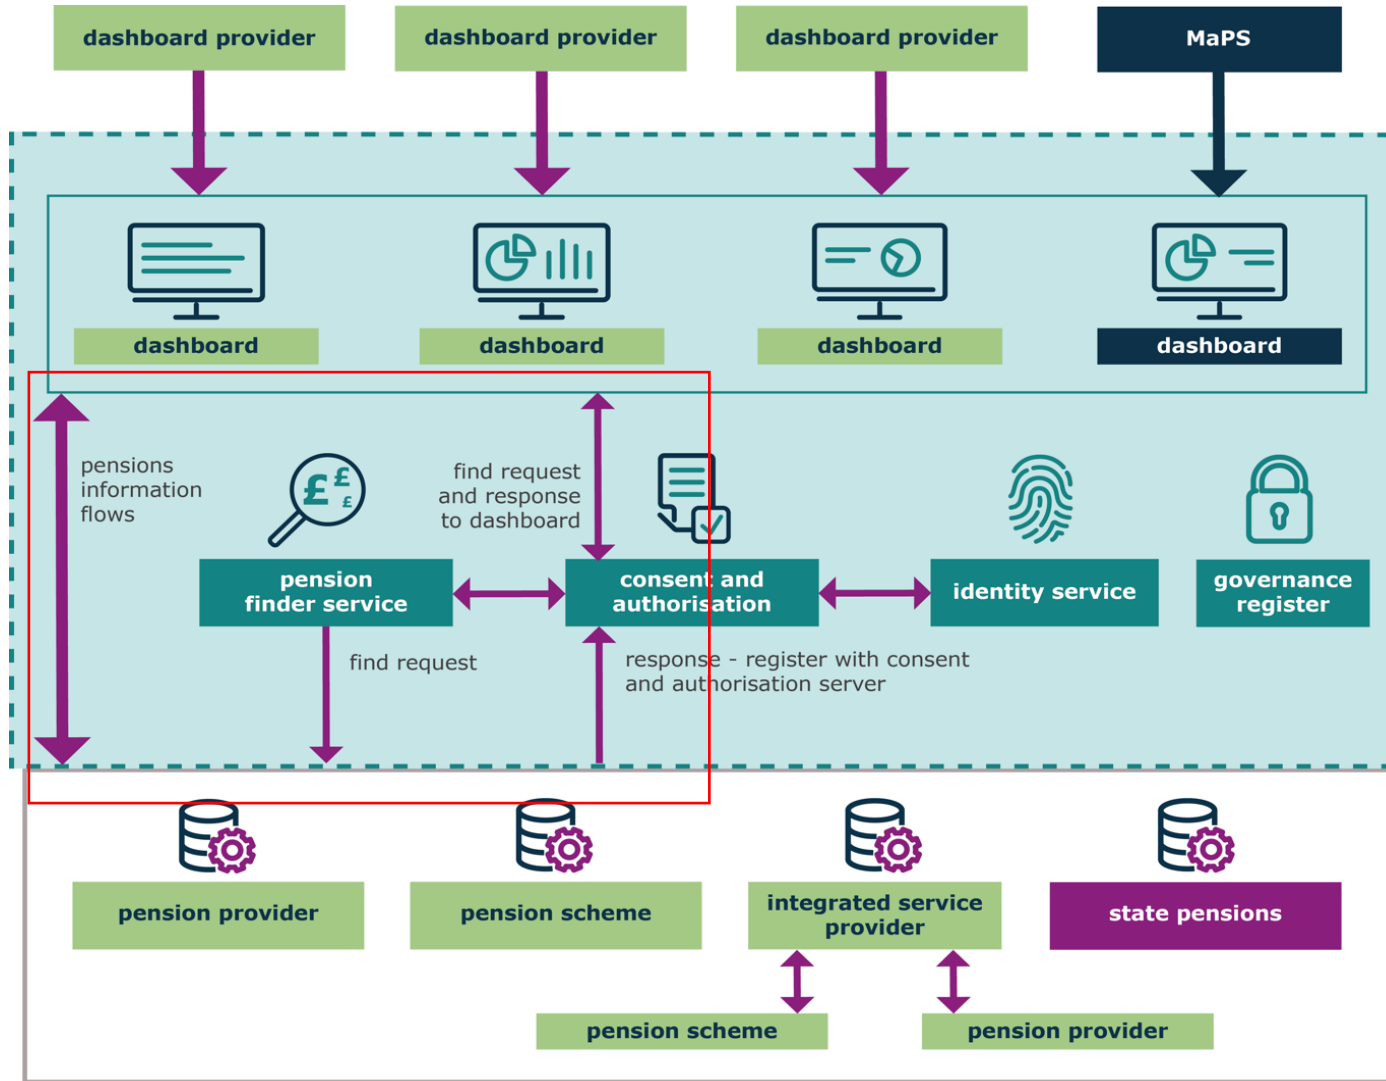 dashboard provider
dashboard provider
dashboard provider
MaPS
dashboard
dashboard
dashboard
dashboard
pensions
information
flows
£ £ £
find request
and response
to dashboard
pension
finder service
consent and
authorisation
identity service
governance
register
find request
response - register with consent
and authorisation server
pension provider
pension scheme
integrated service
provider
state pensions
pension scheme
pension provider